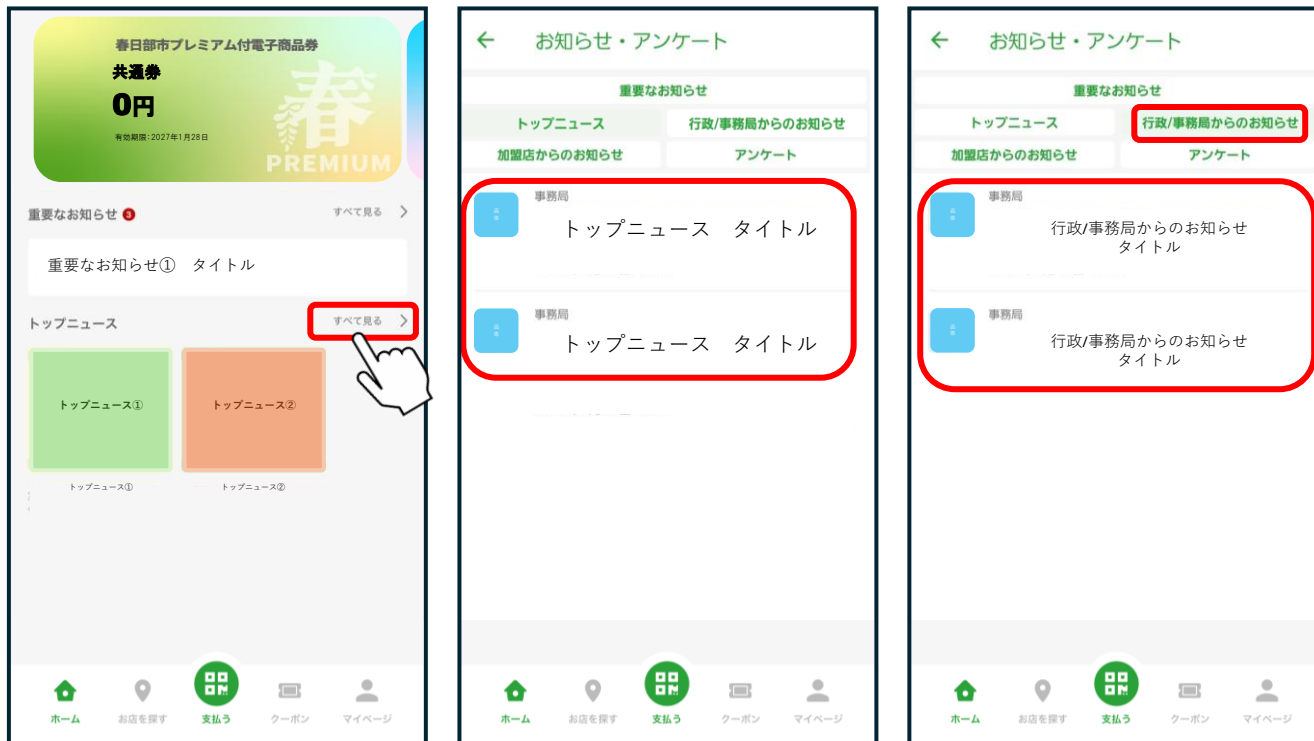 春日部市プレミアム付電子商品券
共通券
0円
有効期限:2027年1月28日
春
PREMIUM
重要なお知らせ 3
すべて見る
重要なお知らせ① タイトル
トップニュース
すべて見る
トップニュース①
トップニュース②
トップニュース①
トップニュース②
ホーム
お店を探す
支払う
クーポン
マイページ
お知らせ・アンケート
重要なお知らせ
トップニュース
行政/事務局からのお知らせ
加盟店からのお知らせ
アンケート
事務局
トップニュース タイトル
事務局
トップニュース タイトル
ホーム
お店を探す
支払う
クーポン
マイページ
お知らせ・アンケート
重要なお知らせ
トップニュース
行政/事務局からのお知らせ
加盟店からのお知らせ
アンケート
事務局
行政/事務局からのお知らせ
タイトル
事務局
行政/事務局からのお知らせ
タイトル
ホーム
お店を探す
支払う
クーポン
マイページ